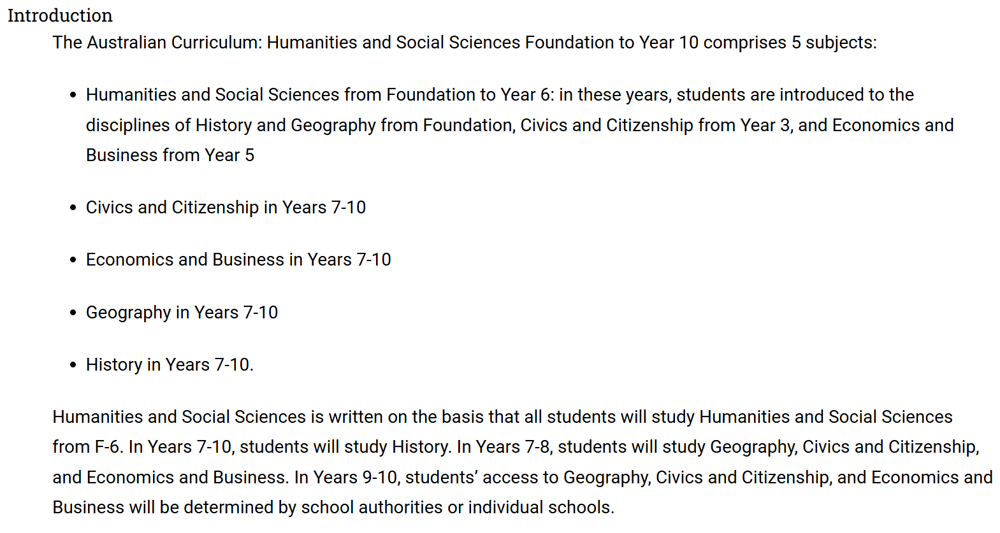 Introduction
The Australian Curriculum: Humanities and Social Sciences Foundation to Year 10 comprises 5 subjects:
• Humanities and Social Sciences from Foundation to Year 6: in these years, students are introduced to the
disciplines of History and Geography from Foundation, Civics and Citizenship from Year 3, and Economics and
Business from Year 5
• Civics and Citizenship in Years 7-10
• Economics and Business in Years 7-10
• Geography in Years 7-10
• History in Years 7-10.
Humanities and Social Sciences is written on the basis that all students will study Humanities and Social Sciences
from F-6. In Years 7-10, students will study History. In Years 7-8, students will study Geography, Civics and Citizenship,
and Economics and Business. In Years 9-10, students’ access to Geography, Civics and Citizenship, and Economics and
Business will be determined by school authorities or individual schools.